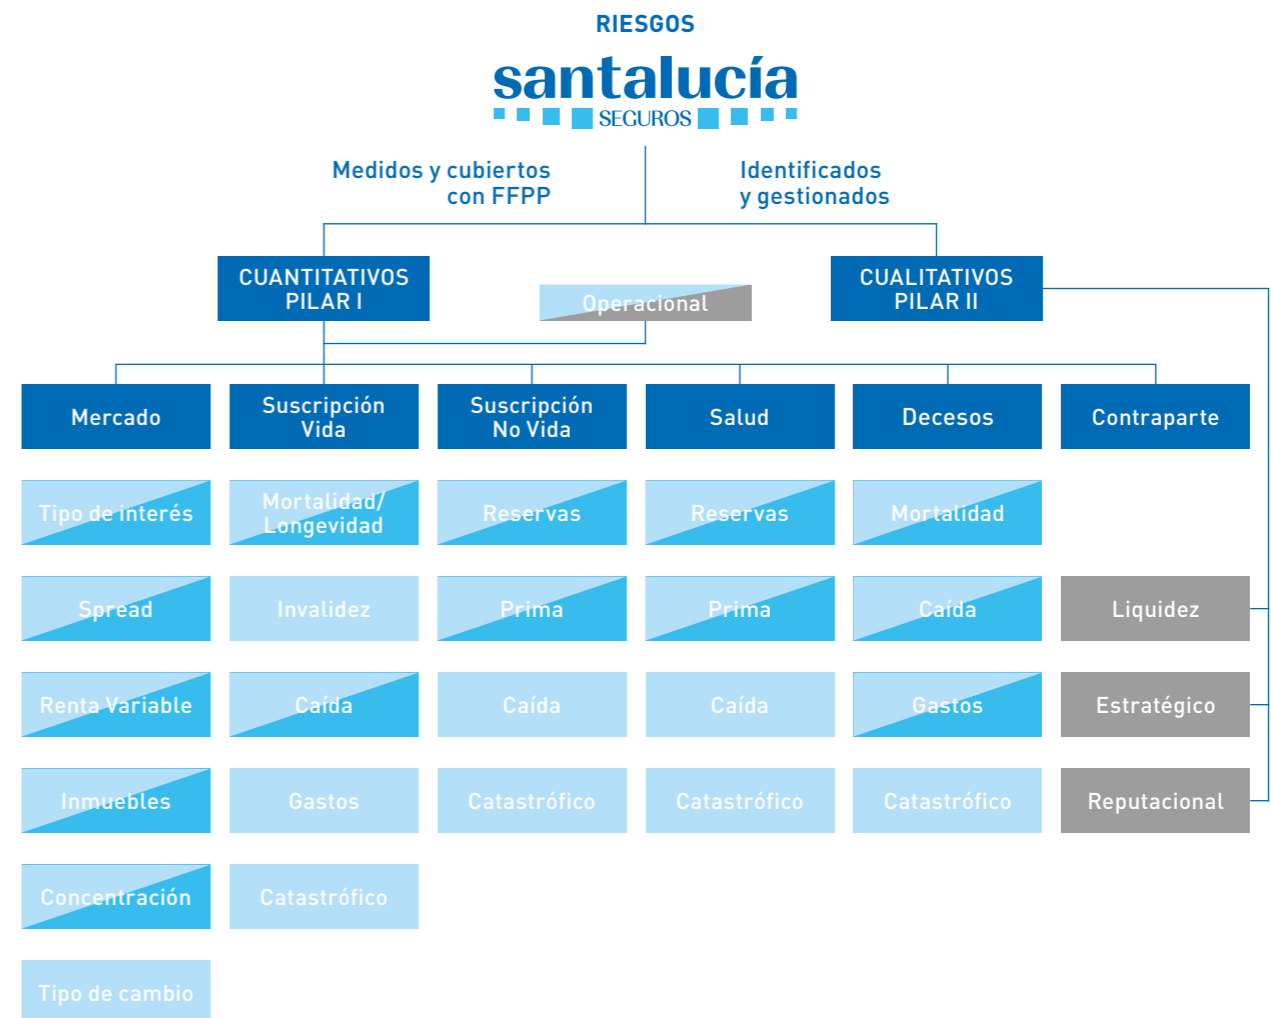 RIESGOS
santalucía
SEGUROS
Medidos y cubiertos
con FFPP
Identificados
y gestionados
CUANTITATIVOS
PILAR I
Operacional
CUALITATIVOS
PILAR II
Mercado
Suscripción
Vida
Suscripción
No Vida
Salud
Decesos
Contraparte
Tipo de interés
Mortalidad/
Longevidad
Reservas
Reservas
Mortalidad
Spread
Invalidez
Prima
Prima
Caída
Liquidez
Renta Variable
Caída
Caída
Caída
Gastos
Estratégico
Inmuebles
Gastos
Catastrófico
Catastrófico
Catastrófico
Reputacional
Concentración
Catastrófico
Tipo de cambio